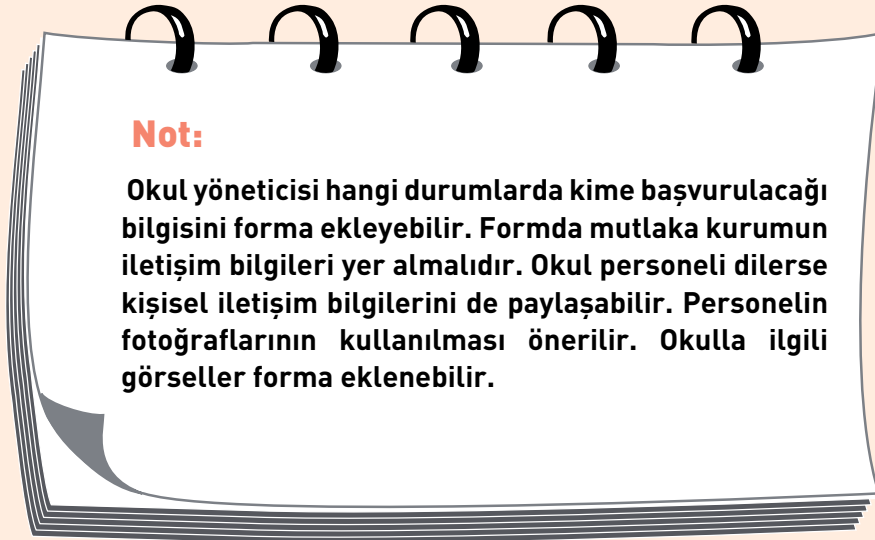 Not:
Okul yöneticisi hangi durumlarda kime başvurulacağı
bilgisini forma ekleyebilir. Formda mutlaka kurumun
iletişim bilgileri yer almalıdır. Okul personeli dilerse
kişisel iletişim bilgilerini de paylaşabilir. Personelin
fotoğraflarının kullanılması önerilir. Okulla ilgili
görseller forma eklenebilir.